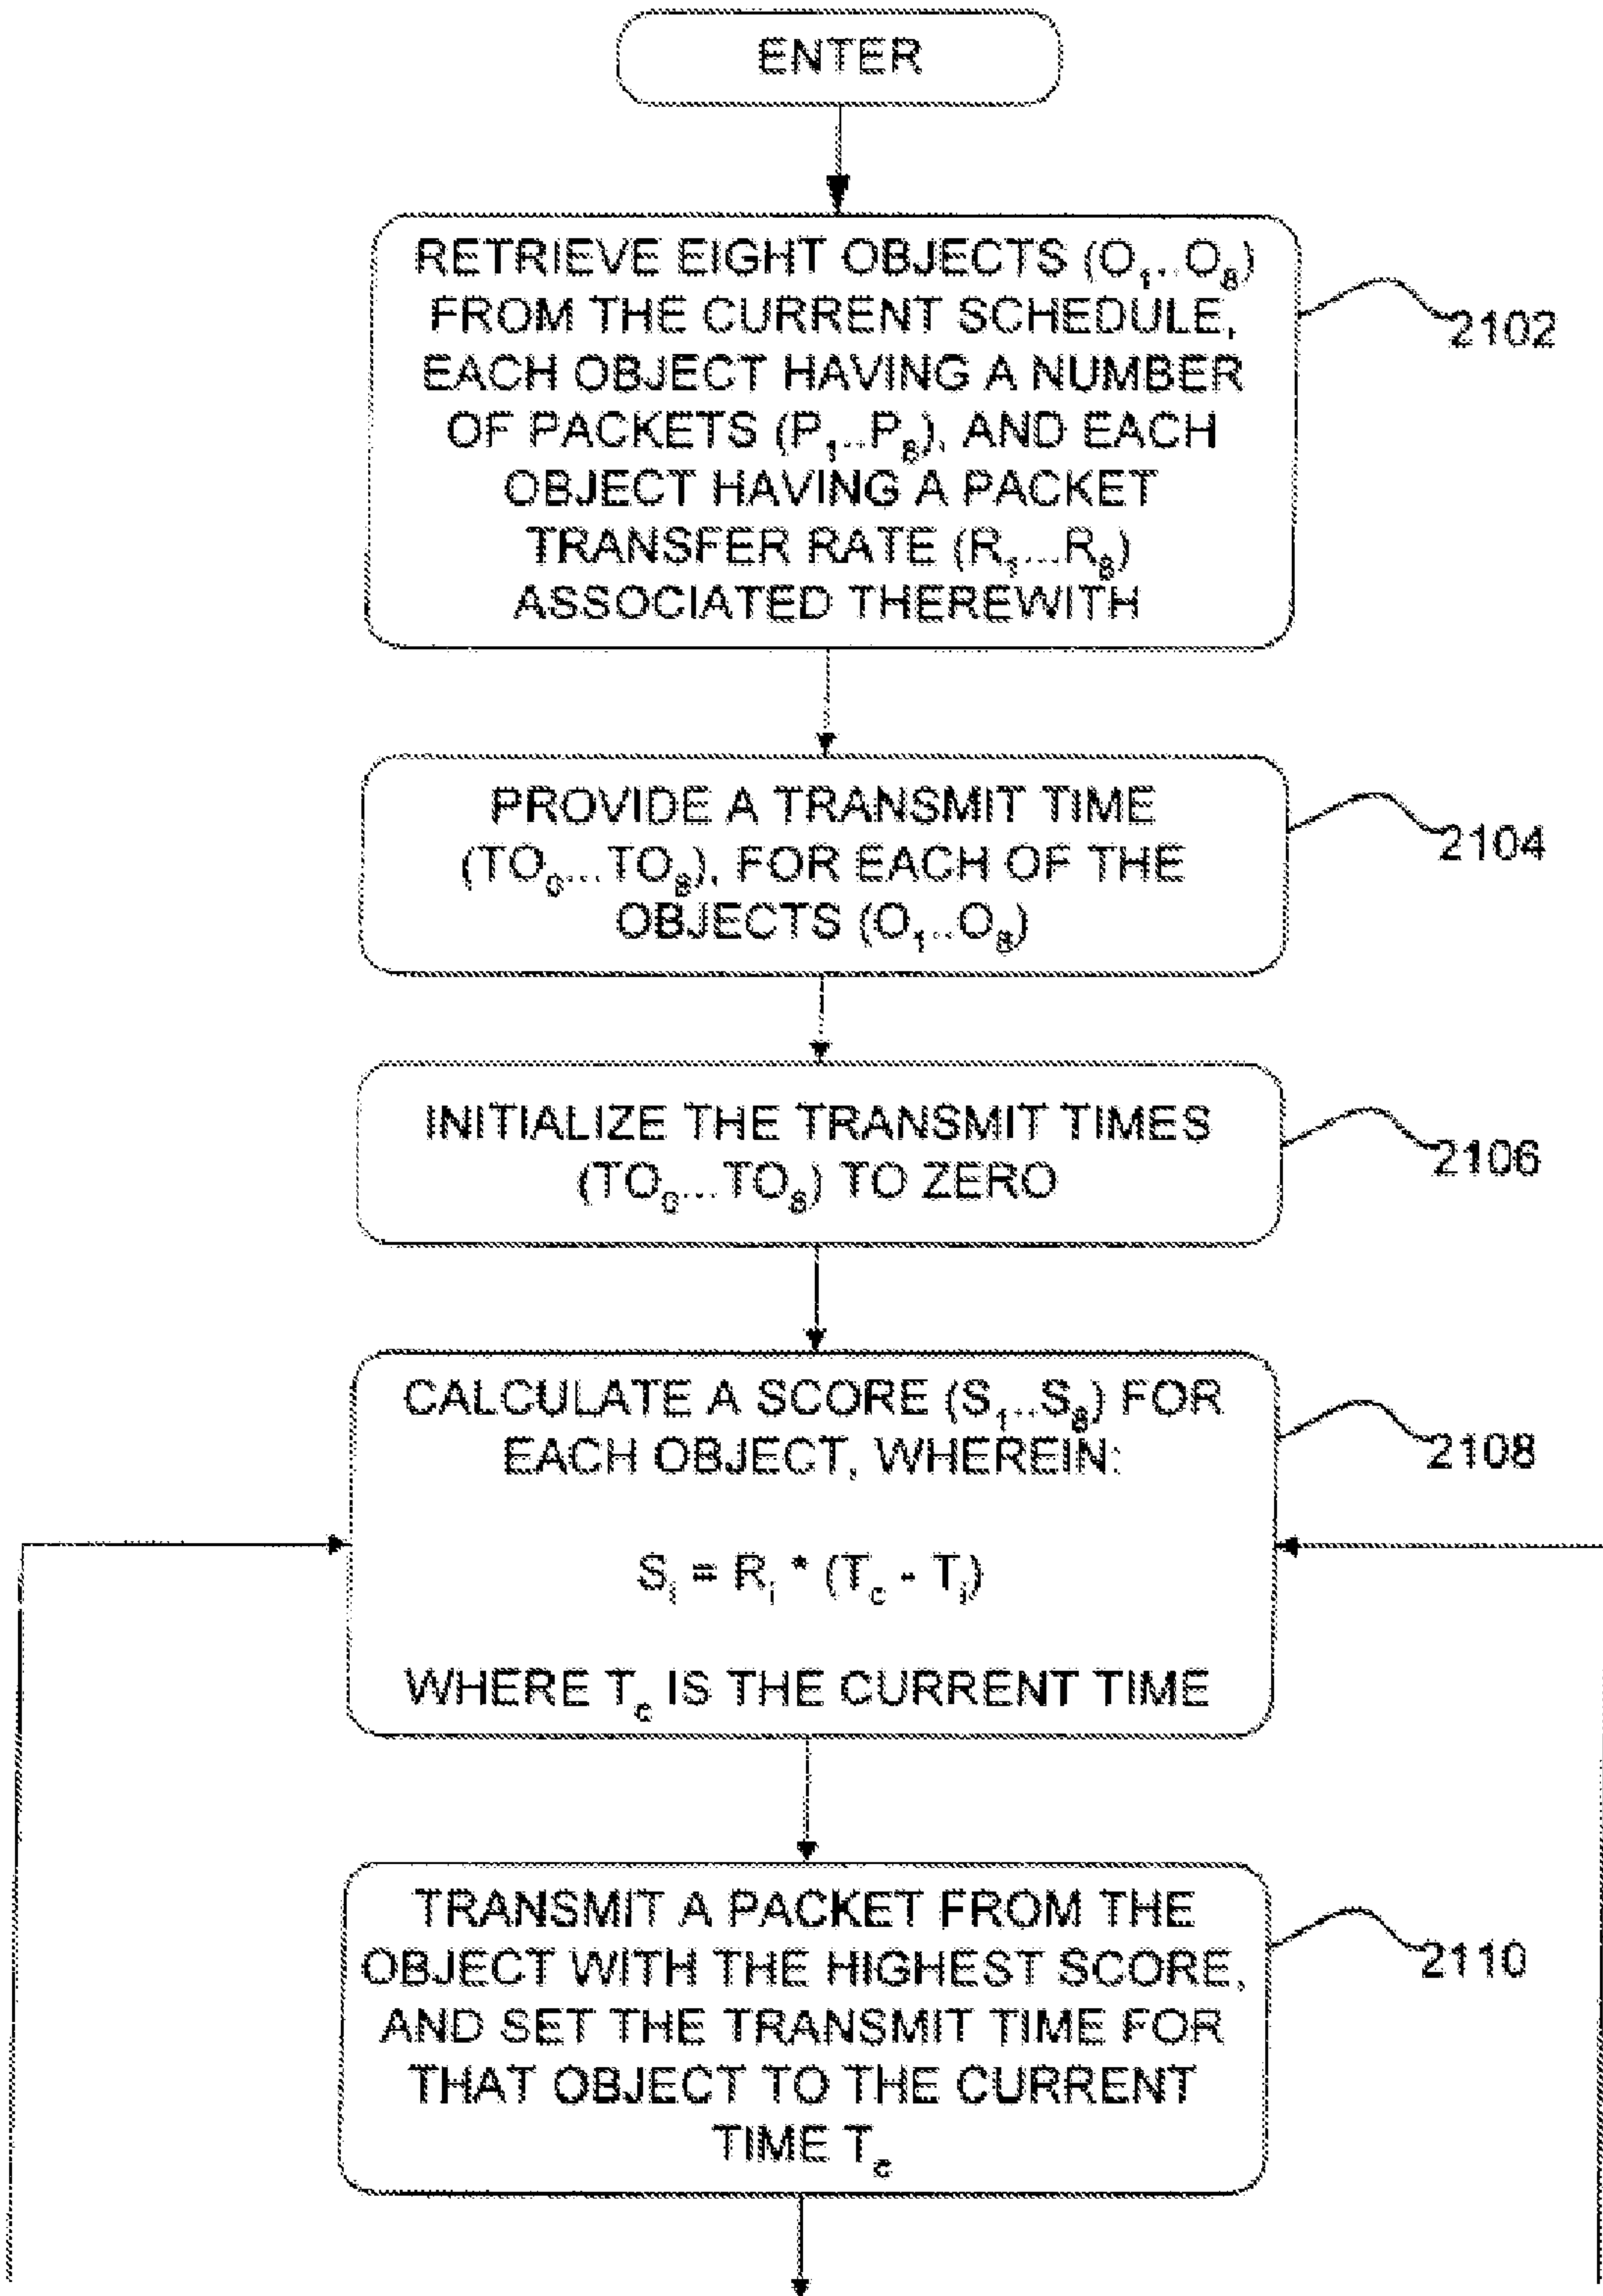 ENTER
RETRIEVE EIGHT OBJECTS (O₁..O₈)
FROM THE CURRENT SCHEDULE,
EACH OBJECT HAVING A NUMBER
OF PACKETS (P₁..P₈), AND EACH
OBJECT HAVING A PACKET
TRANSFER RATE (R₁...R₈)
ASSOCIATED THEREWITH
2102
PROVIDE A TRANSMIT TIME
(TO₀...TO₈), FOR EACH OF THE
OBJECTS (O₁..O₈)
2104
INITIALIZE THE TRANSMIT TIMES
(TO₀...TO₈) TO ZERO
2106
CALCULATE A SCORE (S₁..S₈) FOR
EACH OBJECT, WHEREIN:
Sᵢ = Rᵢ * (T_c - Tᵢ)
WHERE T_c IS THE CURRENT TIME
2108
TRANSMIT A PACKET FROM THE
OBJECT WITH THE HIGHEST SCORE,
AND SET THE TRANSMIT TIME FOR
THAT OBJECT TO THE CURRENT
TIME T_c
2110